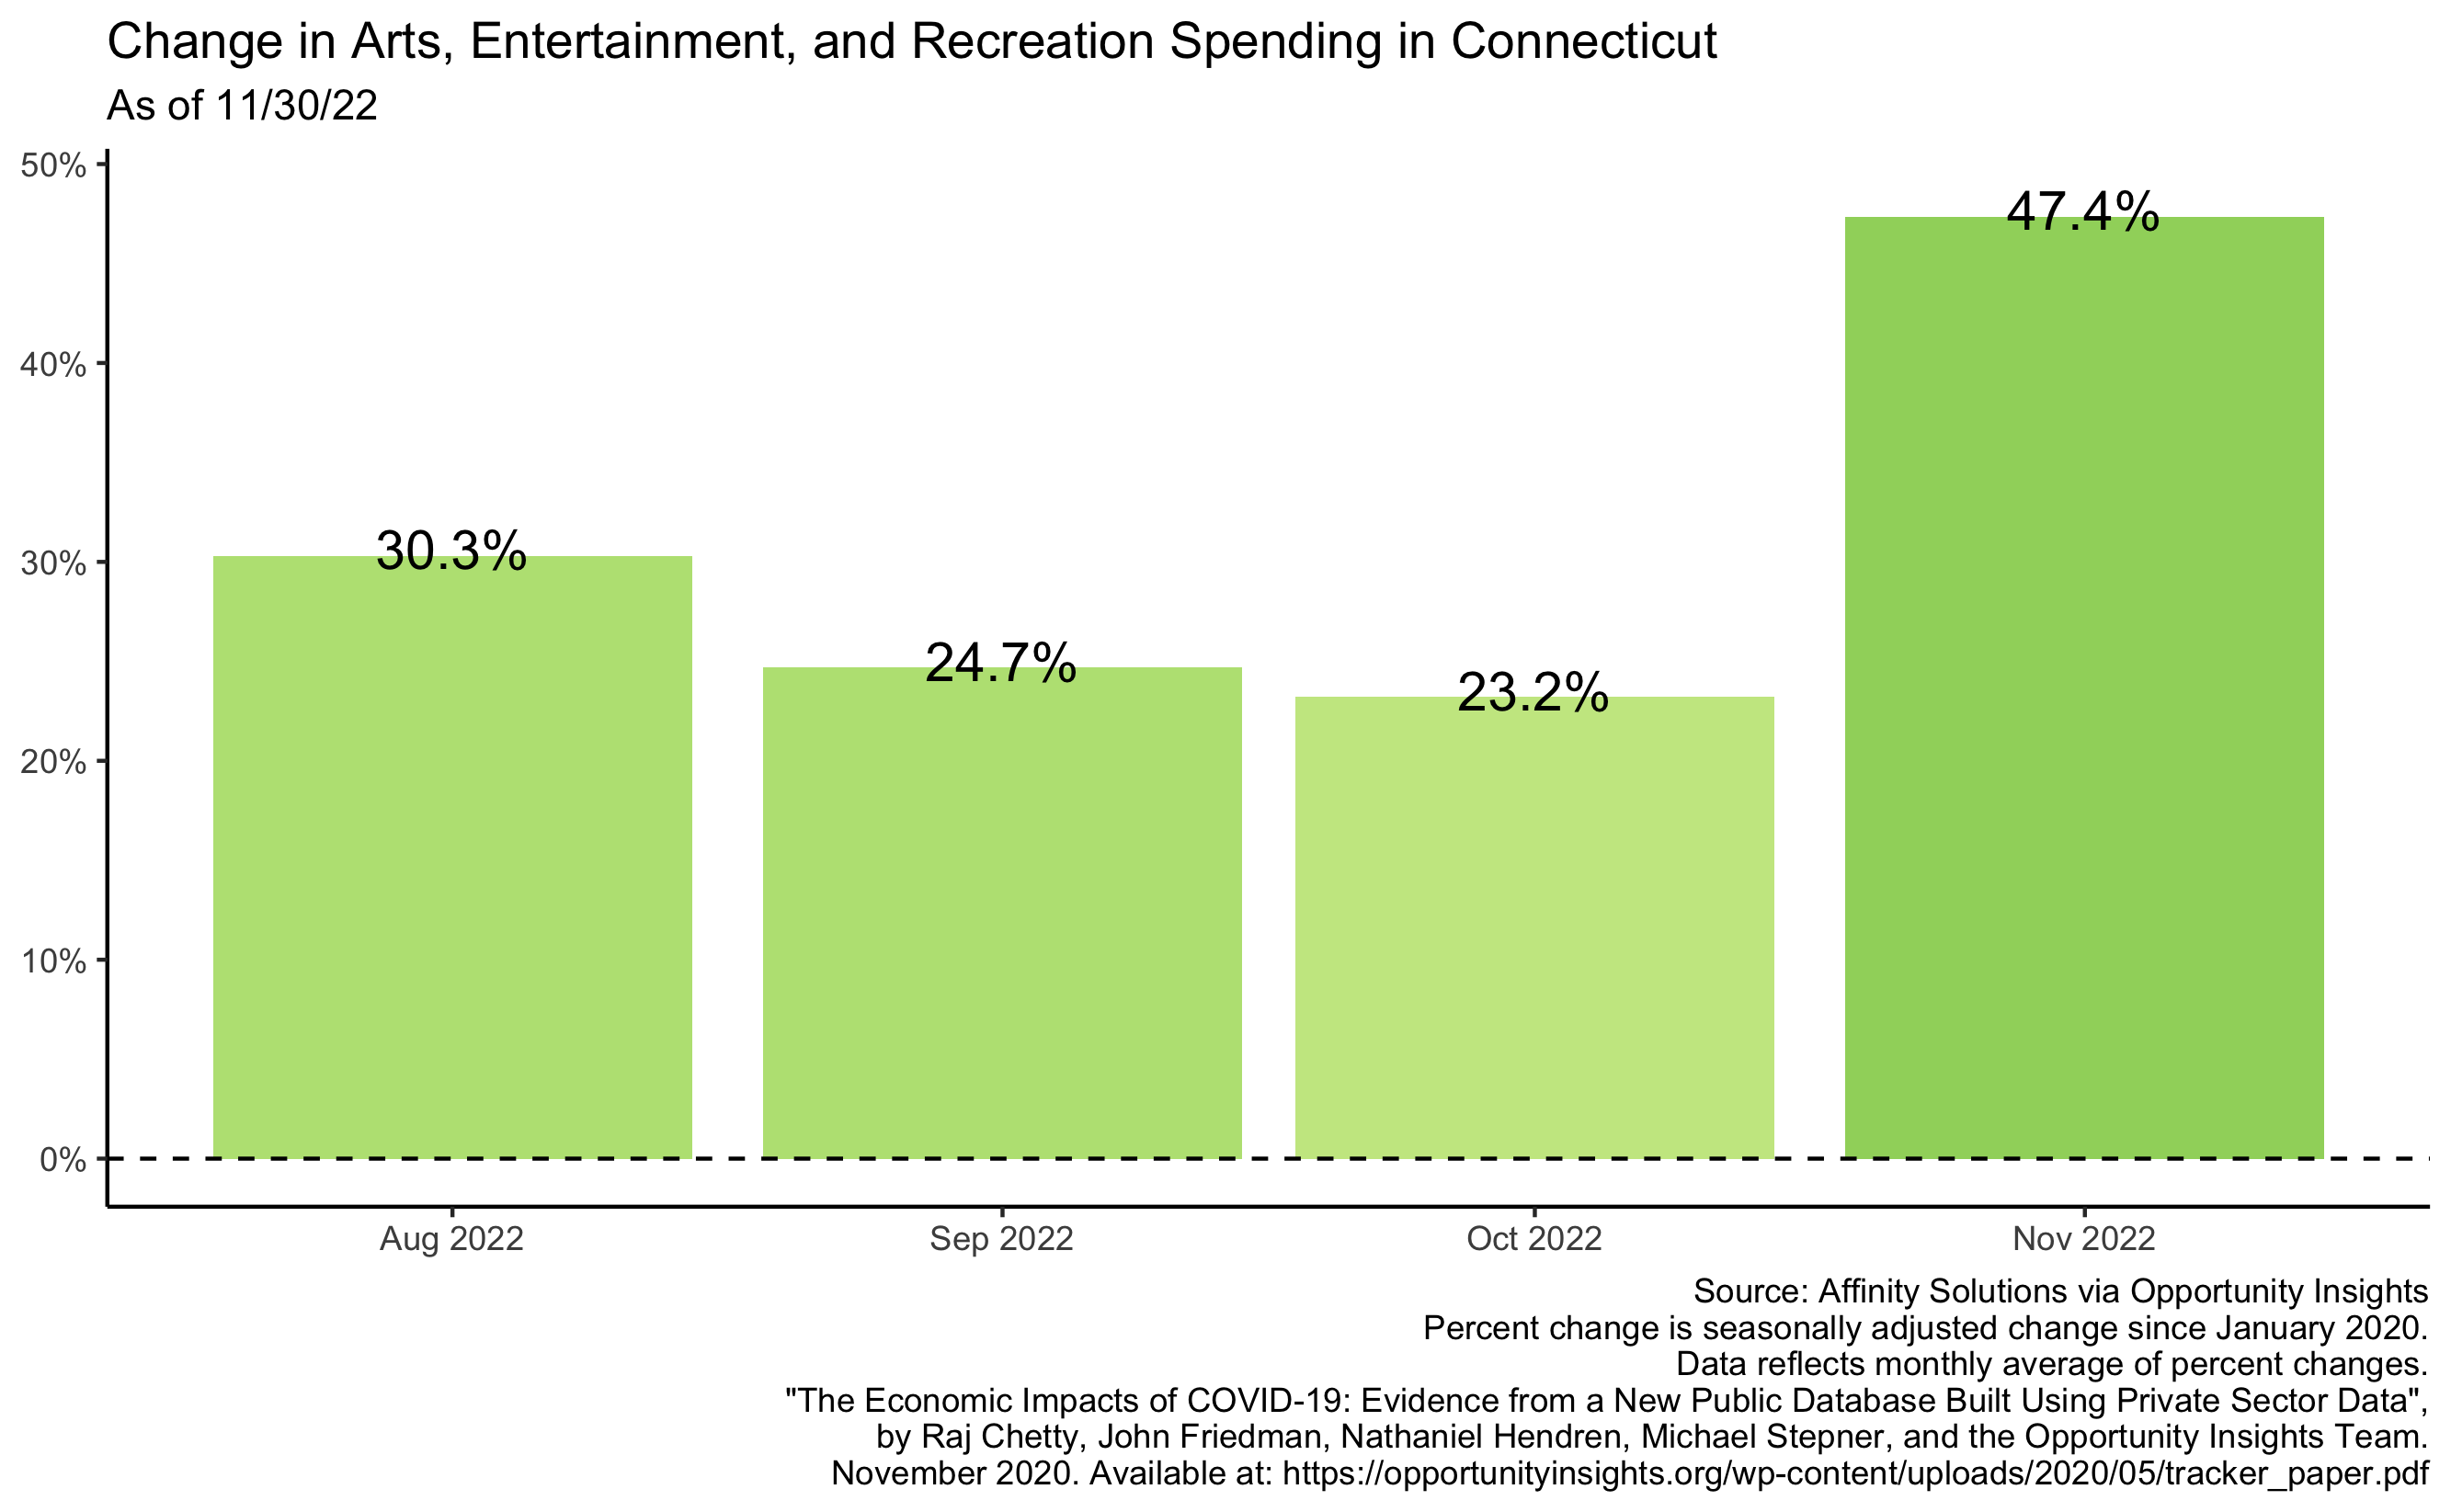 Change in Arts, Entertainment, and Recreation Spending in Connecticut
As of 11/30/22
50%
40%
30%
20%
10%
0%
30.3%
24.7%
23.2%
47.4%
Aug 2022
Sep 2022
Oct 2022
Nov 2022
Source: Affinity Solutions via Opportunity Insights
Percent change is seasonally adjusted change since January 2020.
Data reflects monthly average of percent changes.
"The Economic Impacts of COVID-19: Evidence from a New Public Database Built Using Private Sector Data",
by Raj Chetty, John Friedman, Nathaniel Hendren, Michael Stepner, and the Opportunity Insights Team.
November 2020. Available at: https://opportunityinsights.org/wp-content/uploads/2020/05/tracker_paper.pdf